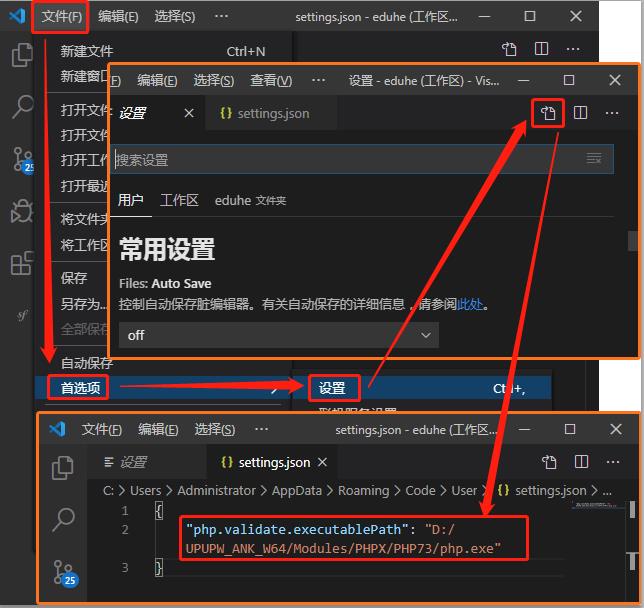 文件(F) 编辑(E) 选择(S) ··· settings.json - eduhe (工作区...
新建文件 Ctrl+N
新建窗口
打开文件
打开文件
打开工作
打开最近
将文件夹
将工作区
保存
另存为...
全部保存
自动保存
首选项
25
sf
F) 编辑(E) 选择(S) 查看(V) ··· 设置 - eduhe (工作区) - Vis...
设置 {} settings.json
搜索设置
用户 工作区 eduhe 文件夹
常用设置
Files: Auto Save
控制自动保存脏编辑器。有关自动保存的详细信息，请参阅此处。
off
设置 Ctrl+,
文件(F) 编辑(E) 选择(S) ··· settings.json - eduhe (工作区...
设置 {} settings.json
C: > Users > Administrator > AppData > Roaming > Code > User > {} settings.json > ...
1 {
2 "php.validate.executablePath": "D:/
UPUPW_ANK_W64/Modules/PHPX/PHP73/php.exe"
3 }
25